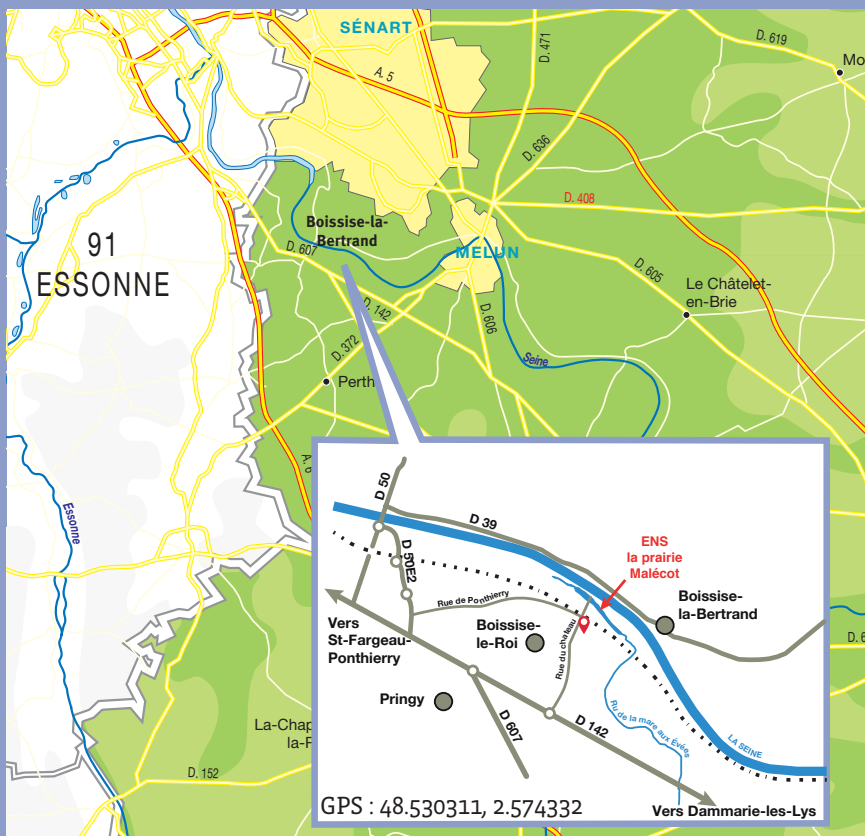 SÉNART
D. 471
D. 619
Mo
A. 5
D. 636
D. 408
Boissise-la-
Bertrand
91
ESSONNE
D. 607
MELUN
D. 605
Le Châtelet-
en-Brie
D. 142
D. 606
D. 372
Seine
Perth
A. 6
Essonne
D 50
D 39
ENS
la prairie
Malécot
D 50E2
Rue de Ponthierry
Boissise-
la-Bertrand
Vers
St-Fargeau-
Ponthierry
Boissise-
le-Roi
Rue du chateau
D. 6
Pringy
La-Chap
la-R
D 607
D 142
Ru de la mare aux Évées
LA SEINE
D. 152
GPS : 48.530311, 2.574332
Vers Dammarie-les-Lys